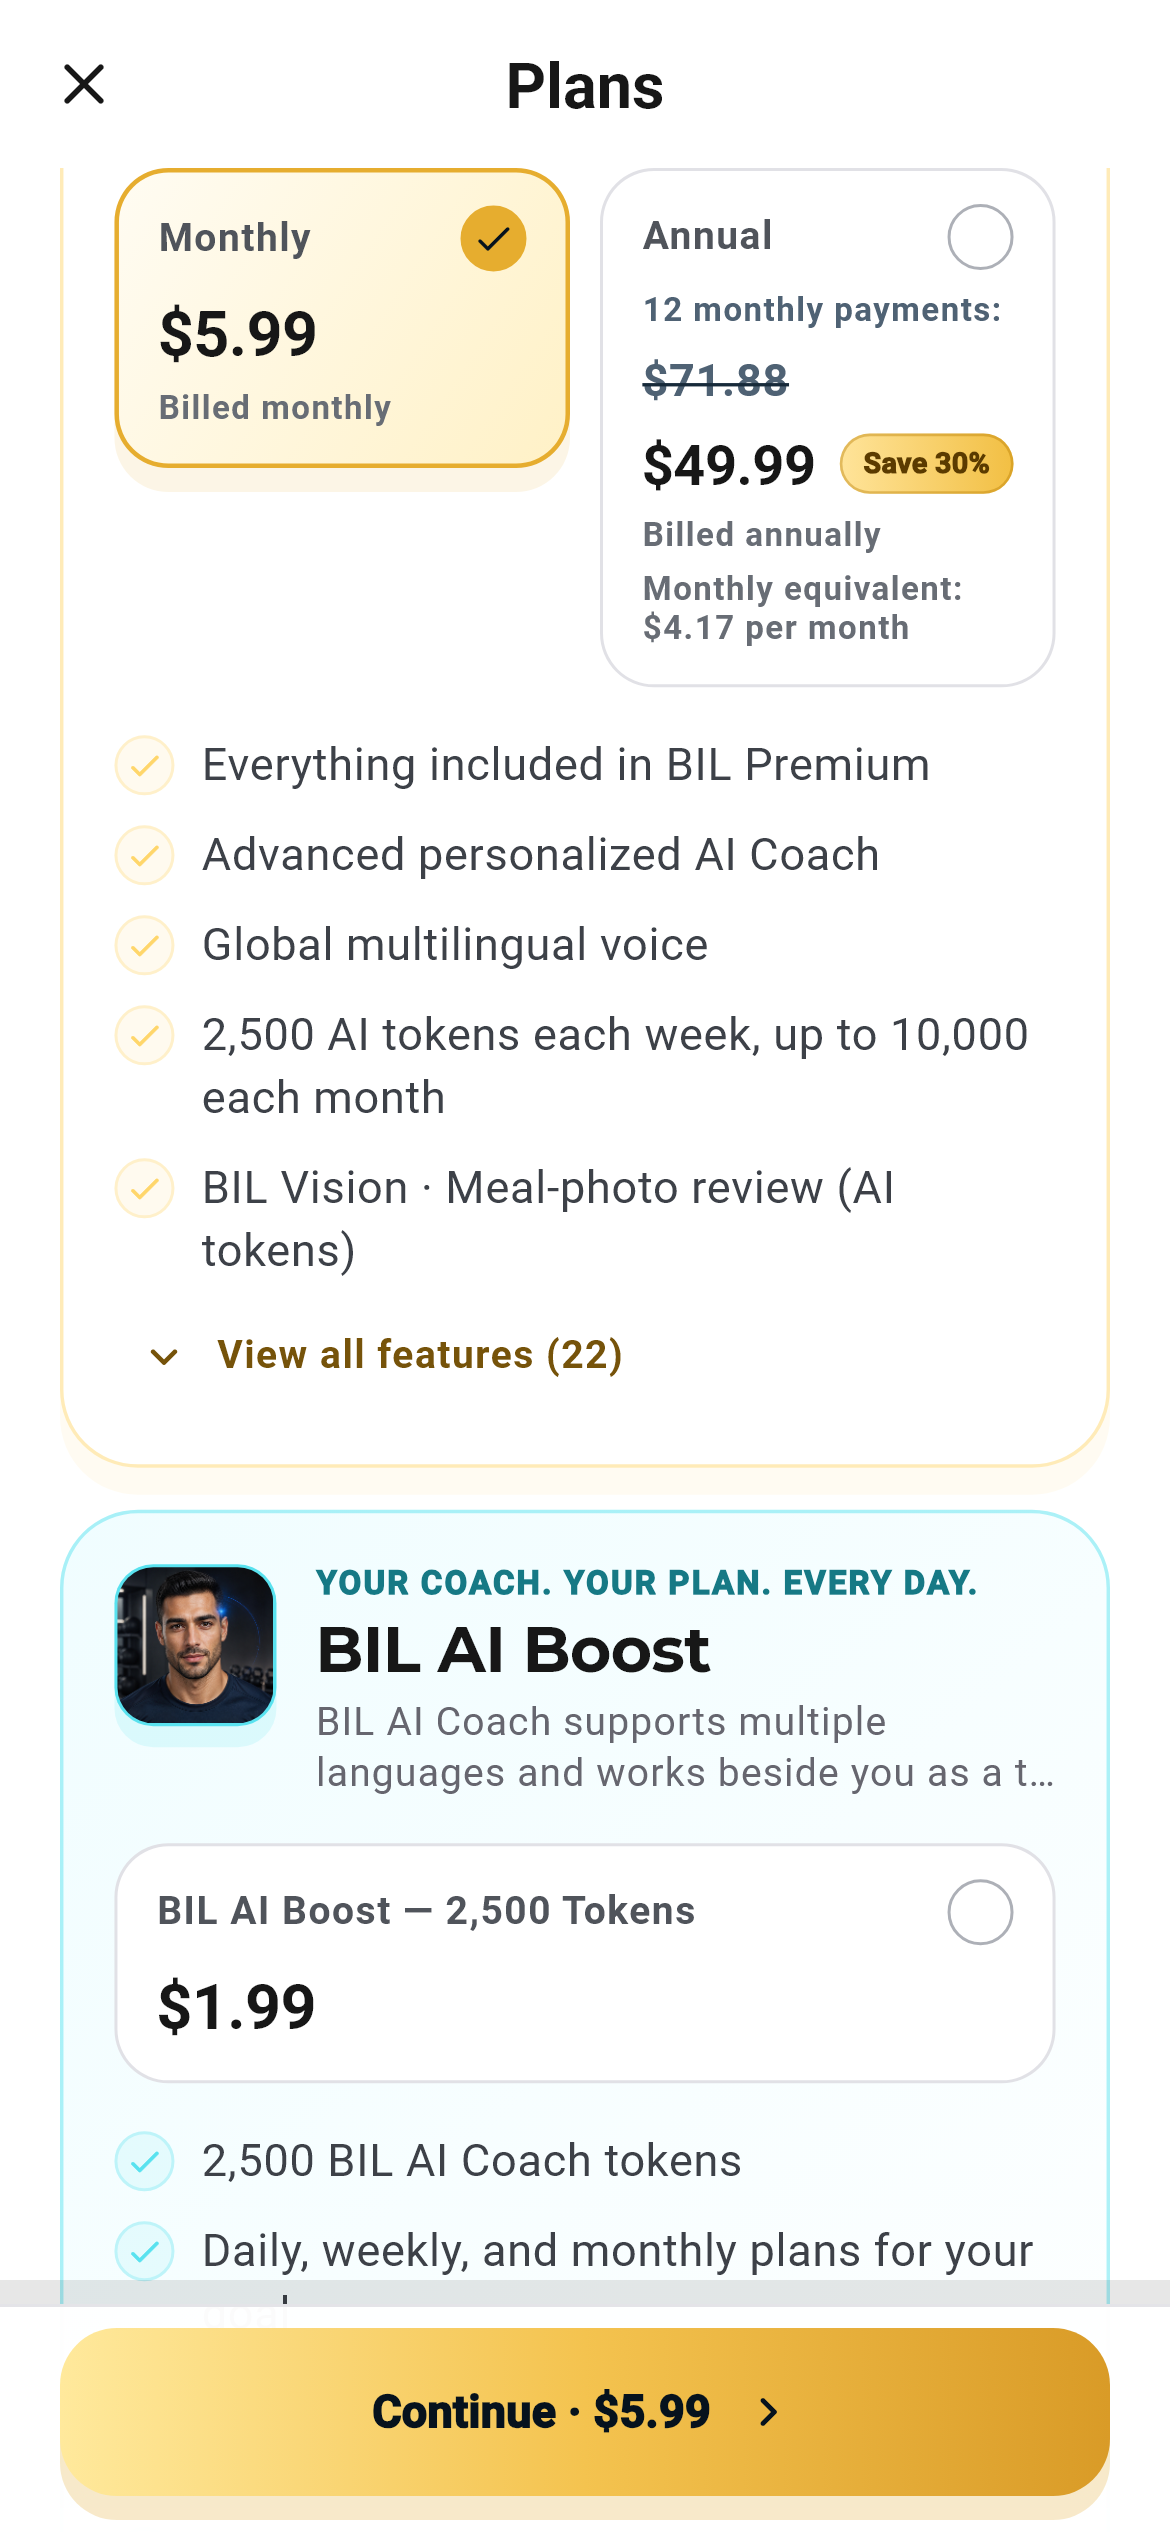 Plans
Monthly
$5.99
Billed monthly
Annual
12 monthly payments:
$71.88
$49.99
Save 30%
Billed annually
Monthly equivalent:
$4.17 per month
Everything included in BIL Premium
Advanced personalized AI Coach
Global multilingual voice
2,500 AI tokens each week, up to 10,000
each month
BIL Vision · Meal-photo review (AI
tokens)
View all features (22)
YOUR COACH. YOUR PLAN. EVERY DAY.
BIL AI Boost
BIL AI Coach supports multiple
languages and works beside you as a t…
BIL AI Boost — 2,500 Tokens
$1.99
2,500 BIL AI Coach tokens
Daily, weekly, and monthly plans for your
goal
Continue · $5.99